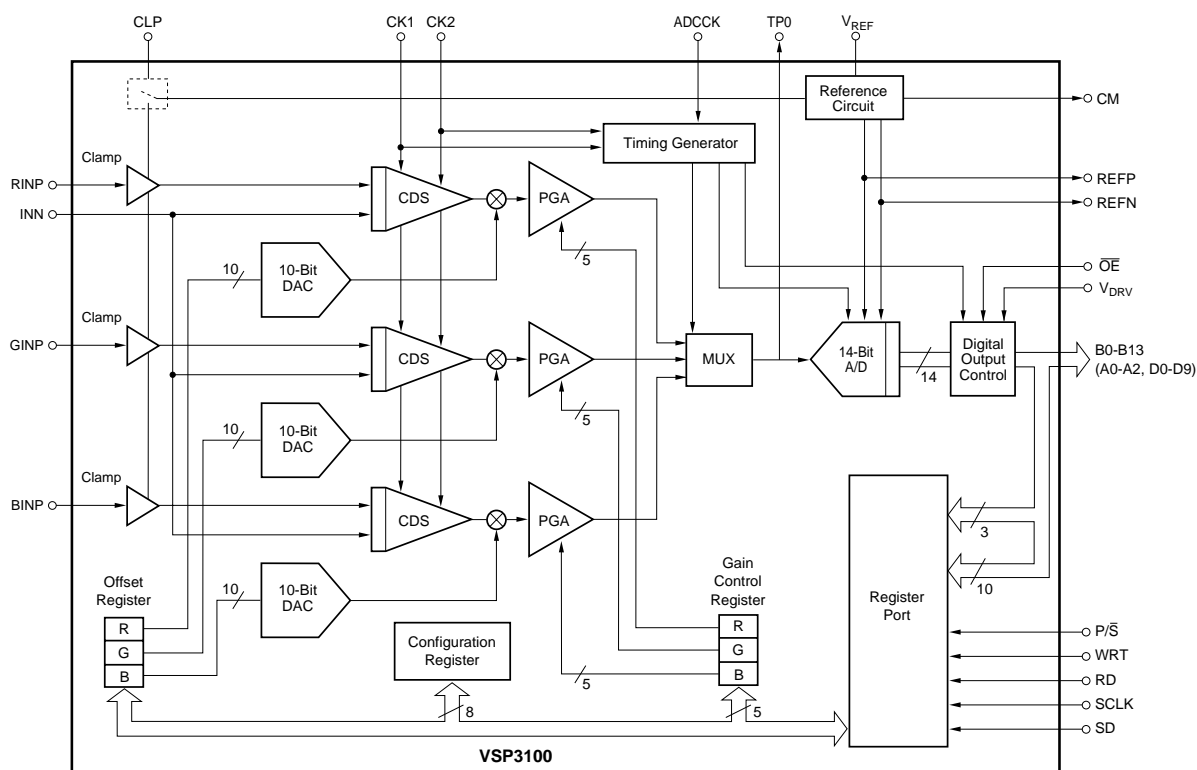 CLP
CK1
CK2
ADCCK
TP0
VREF
Reference
Circuit
CM
Timing Generator
Clamp
RINP
INN
CDS
PGA
REFP
REFN
5
10
10-Bit
DAC
OE
VDRV
Clamp
GINP
CDS
PGA
MUX
14-Bit
A/D
14
Digital
Output
Control
B0-B13
(A0-A2, D0-D9)
5
10
10-Bit
DAC
Clamp
BINP
CDS
PGA
3
10
Offset
Register
10
10-Bit
DAC
Gain
Control
Register
Register
Port
R
G
B
Configuration
Register
R
G
B
5
8
5
P/S̅
WRT
RD
SCLK
SD
VSP3100